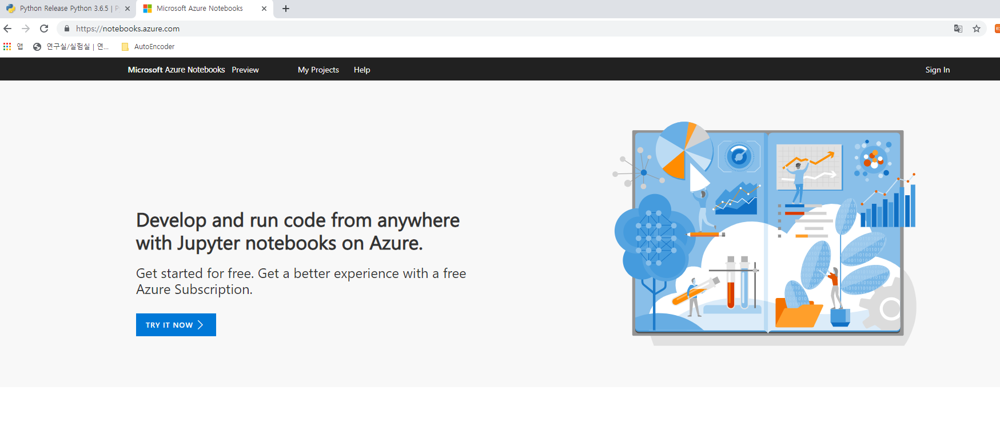 Python Release Python 3.6.5 | P
Microsoft Azure Notebooks
https://notebooks.azure.com
앱
연구실/실험실 | 연...
AutoEncoder
Microsoft Azure Notebooks Preview
My Projects
Help
Sign In
Develop and run code from anywhere
with Jupyter notebooks on Azure.
Get started for free. Get a better experience with a free
Azure Subscription.
TRY IT NOW